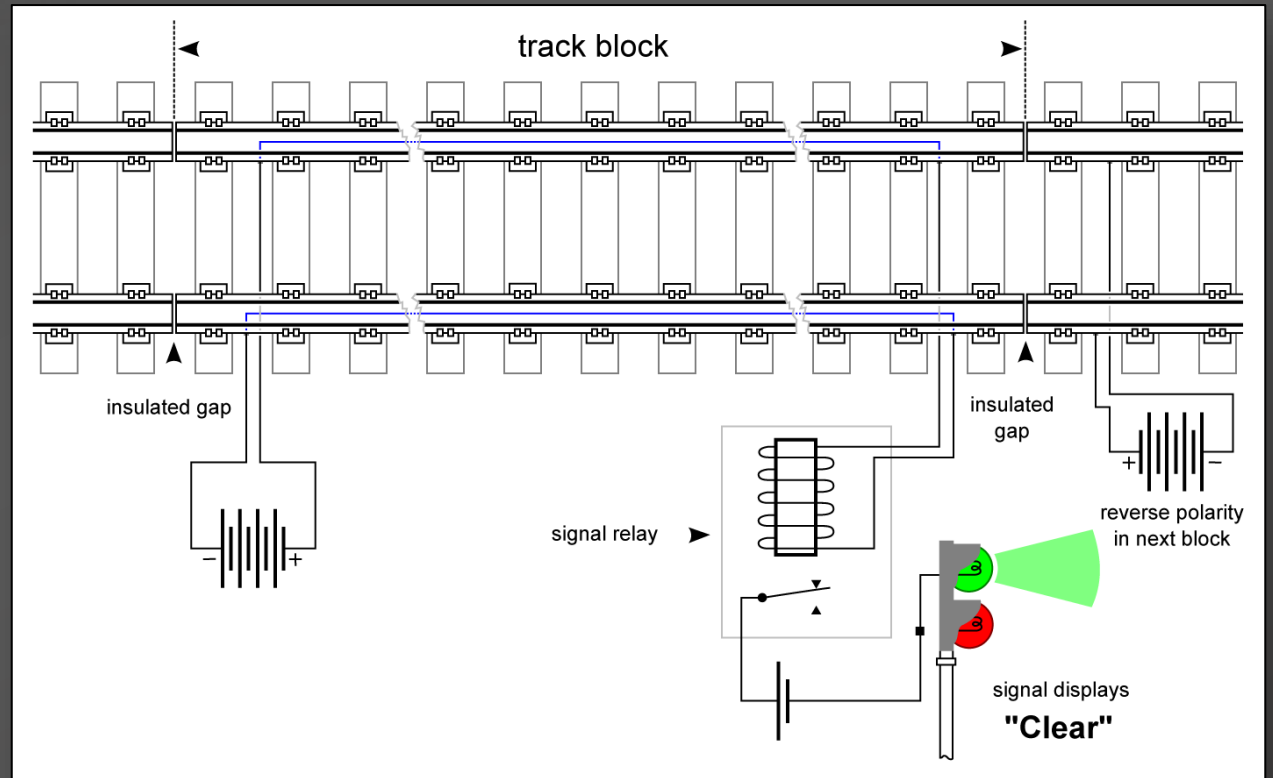 track block
insulated gap
insulated
gap
+
−
reverse polarity
in next block
signal relay
−
+
signal displays
"Clear"